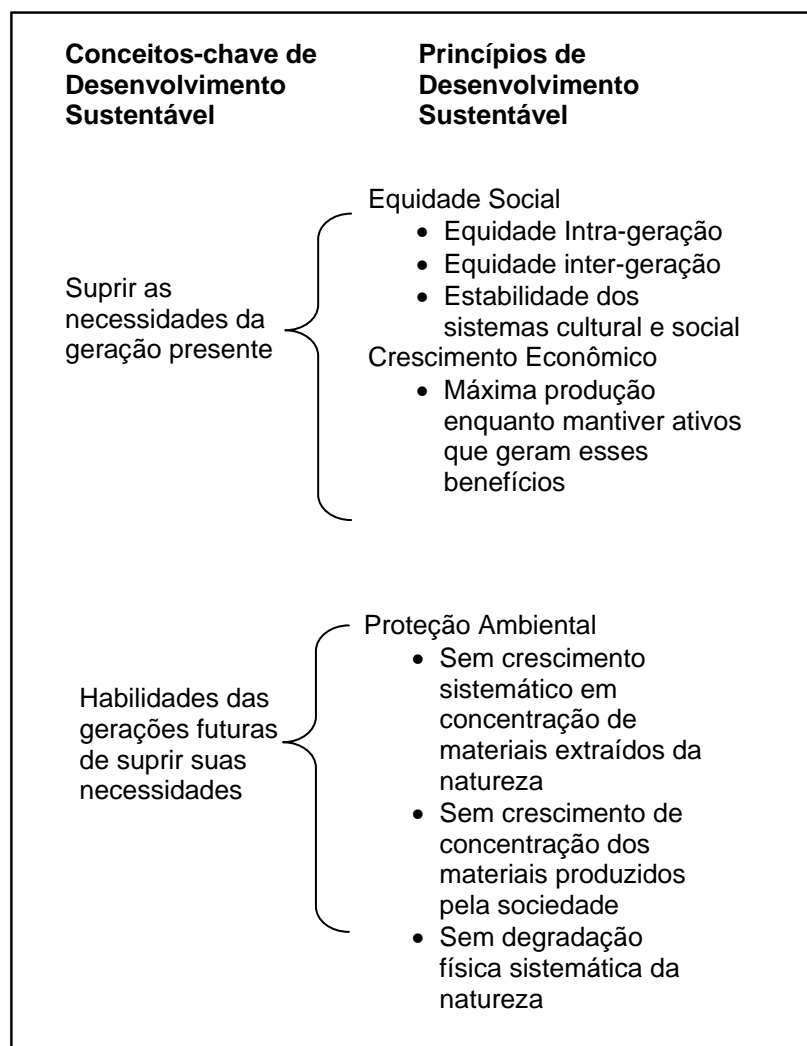 Conceitos-chave de
Desenvolvimento
Sustentável
Princípios de
Desenvolvimento
Sustentável
Suprir as
necessidades da
geração presente
Equidade Social
• Equidade Intra-geração
• Equidade inter-geração
• Estabilidade dos
sistemas cultural e social
Crescimento Econômico
• Máxima produção
enquanto mantiver ativos
que geram esses
benefícios
Habilidades das
gerações futuras
de suprir suas
necessidades
Proteção Ambiental
• Sem crescimento
sistemático em
concentração de
materiais extraídos da
natureza
• Sem crescimento de
concentração dos
materiais produzidos
pela sociedade
• Sem degradação
física sistemática da
natureza